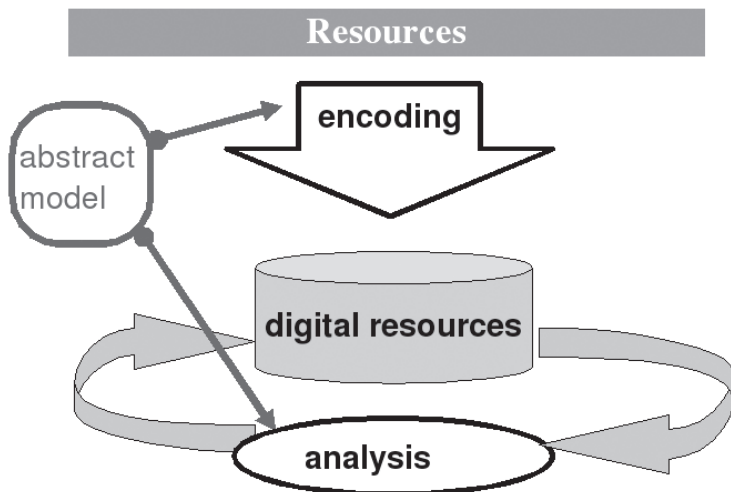 Resources
encoding
abstract
model
digital resources
analysis